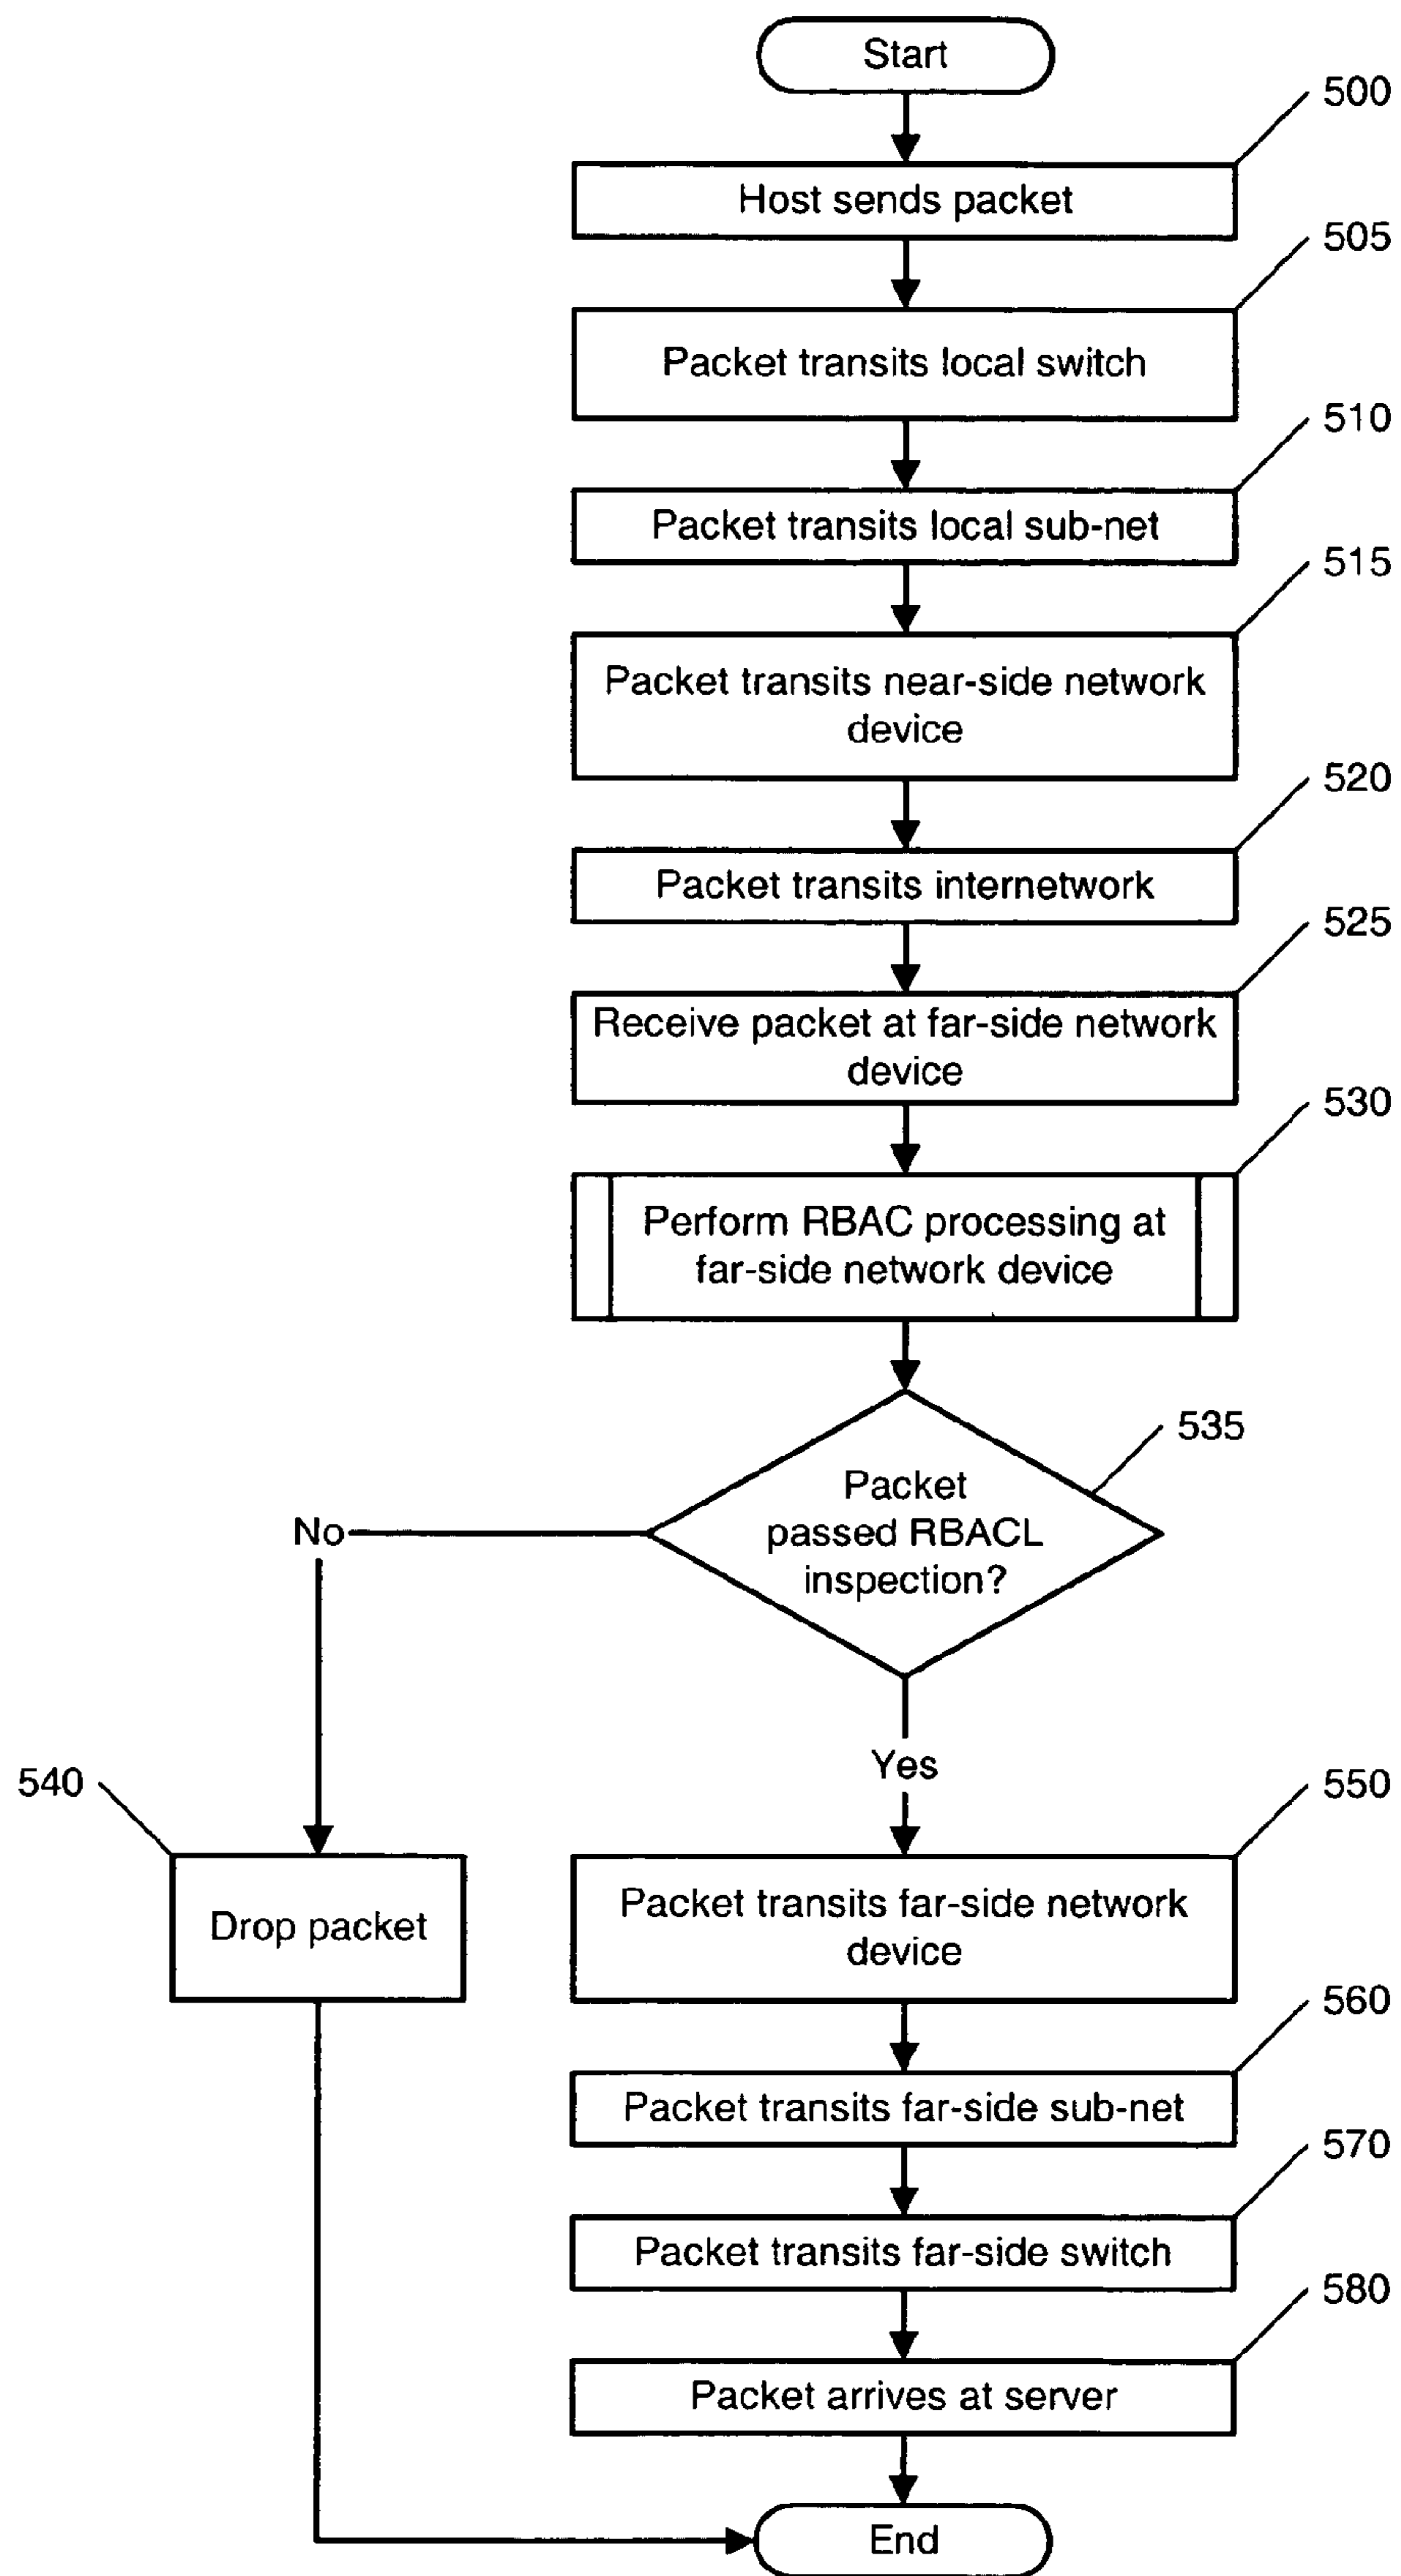 Start
500
Host sends packet
505
Packet transits local switch
510
Packet transits local sub-net
515
Packet transits near-side network
device
520
Packet transits internetwork
525
Receive packet at far-side network
device
530
Perform RBAC processing at
far-side network device
535
Packet
passed RBACL
inspection?
No
Yes
540
Drop packet
550
Packet transits far-side network
device
560
Packet transits far-side sub-net
570
Packet transits far-side switch
580
Packet arrives at server
End